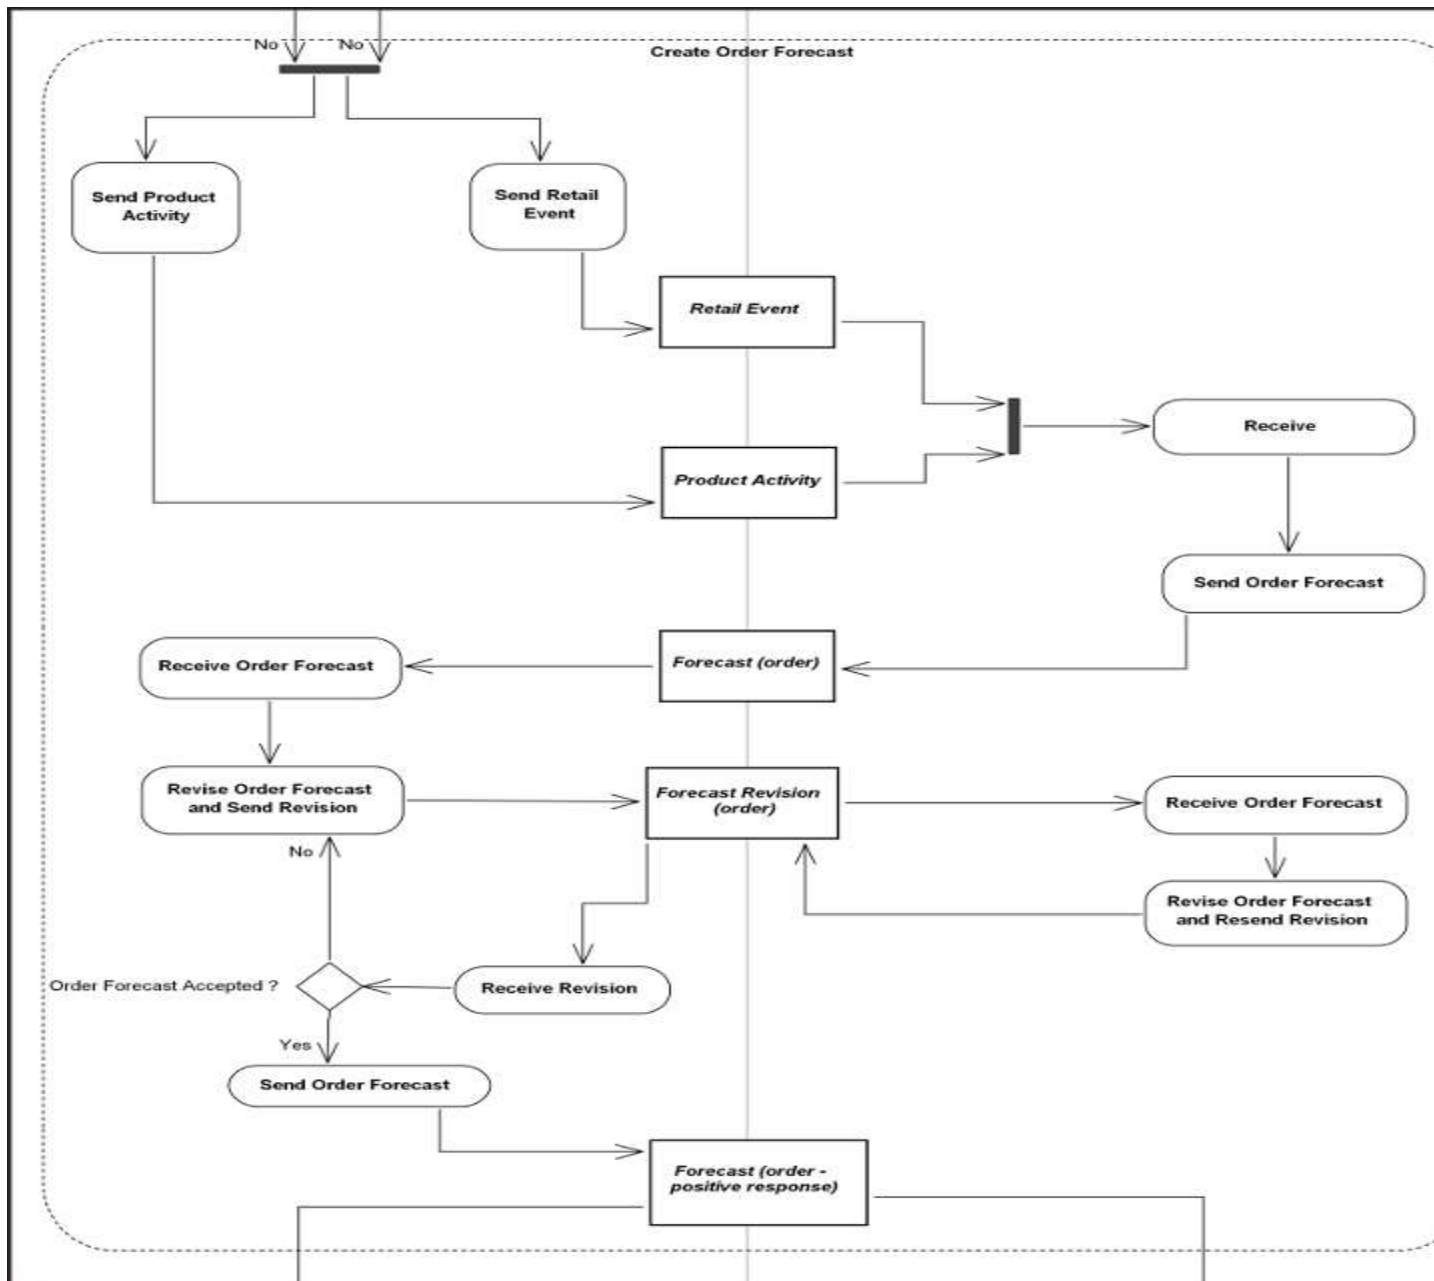 No
No
Create Order Forecast
Send Product
Activity
Send Retail
Event
Retail Event
Receive
Product Activity
Send Order Forecast
Receive Order Forecast
Forecast (order)
Revise Order Forecast
and Send Revision
Forecast Revision
(order)
Receive Order Forecast
No
Revise Order Forecast
and Resend Revision
Order Forecast Accepted ?
Receive Revision
Yes
Send Order Forecast
Forecast (order -
positive response)